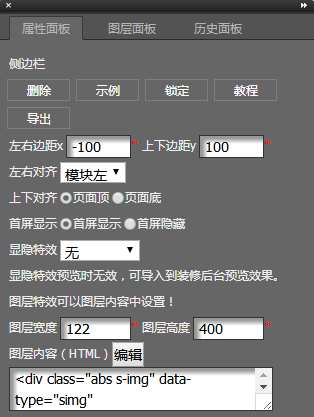 属性面板 图层面板 历史面板
侧边栏
删除 示例 锁定 教程
导出
左右边距x -100 * 上下边距y 100 *
左右对齐 模块左
上下对齐 页面顶 页面底
首屏显示 首屏显示 首屏隐藏
显隐特效 无
显隐特效预览时无效，可导入到装修后台预览效果。
图层特效可以图层内容中设置！
图层宽度 122 * 图层高度 400 *
图层内容（HTML） 编辑
<div class="abs s-img" data-
type="simg"